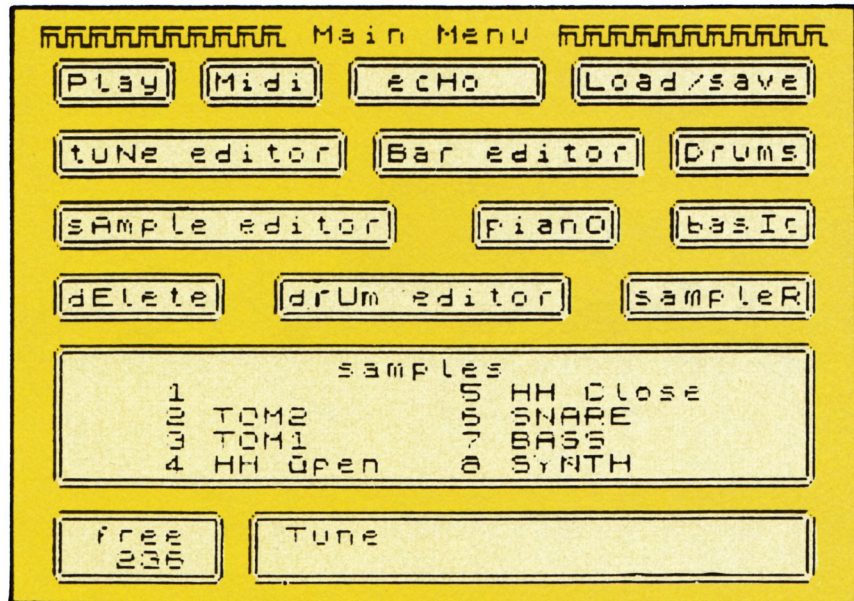 Main Menu
Play Midi ecHo Load/save
tuNe editor Bar editor Drums
sAmple editor pianO basIc
dElete drUm editor sampleR
samples
1 5 HH Close
2 TOM2 6 SNARE
3 TOM1 7 BASS
4 HH Open 8 SYNTH
free Tune
236